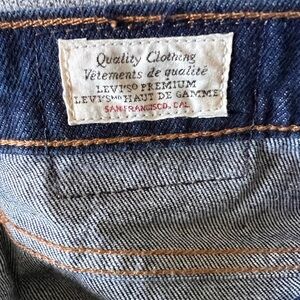 Quality Clothing
Vêtements de qualité
LEVI'S® PREMIUM
LEVI'S HAUT DE GAMME
SAN FRANCISCO, CAL